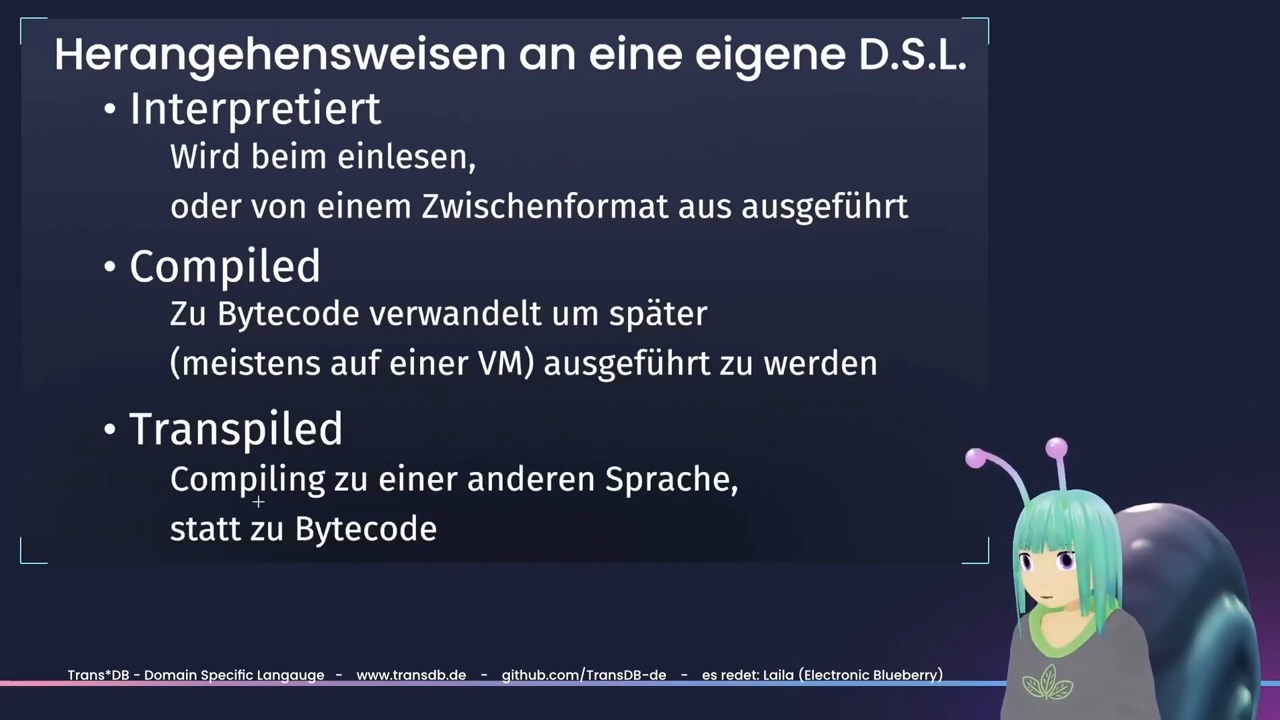 Herangehensweisen an eine eigene D.S.L.
• Interpretiert
Wird beim einlesen,
oder von einem Zwischenformat aus ausgeführt
• Compiled
Zu Bytecode verwandelt um später
(meistens auf einer VM) ausgeführt zu werden
• Transpiled
Compiling zu einer anderen Sprache,
statt zu Bytecode
Trans*DB - Domain Specific Langauge - www.transdb.de - github.com/TransDB-de - es redet: Laila (Electronic Blueberry)